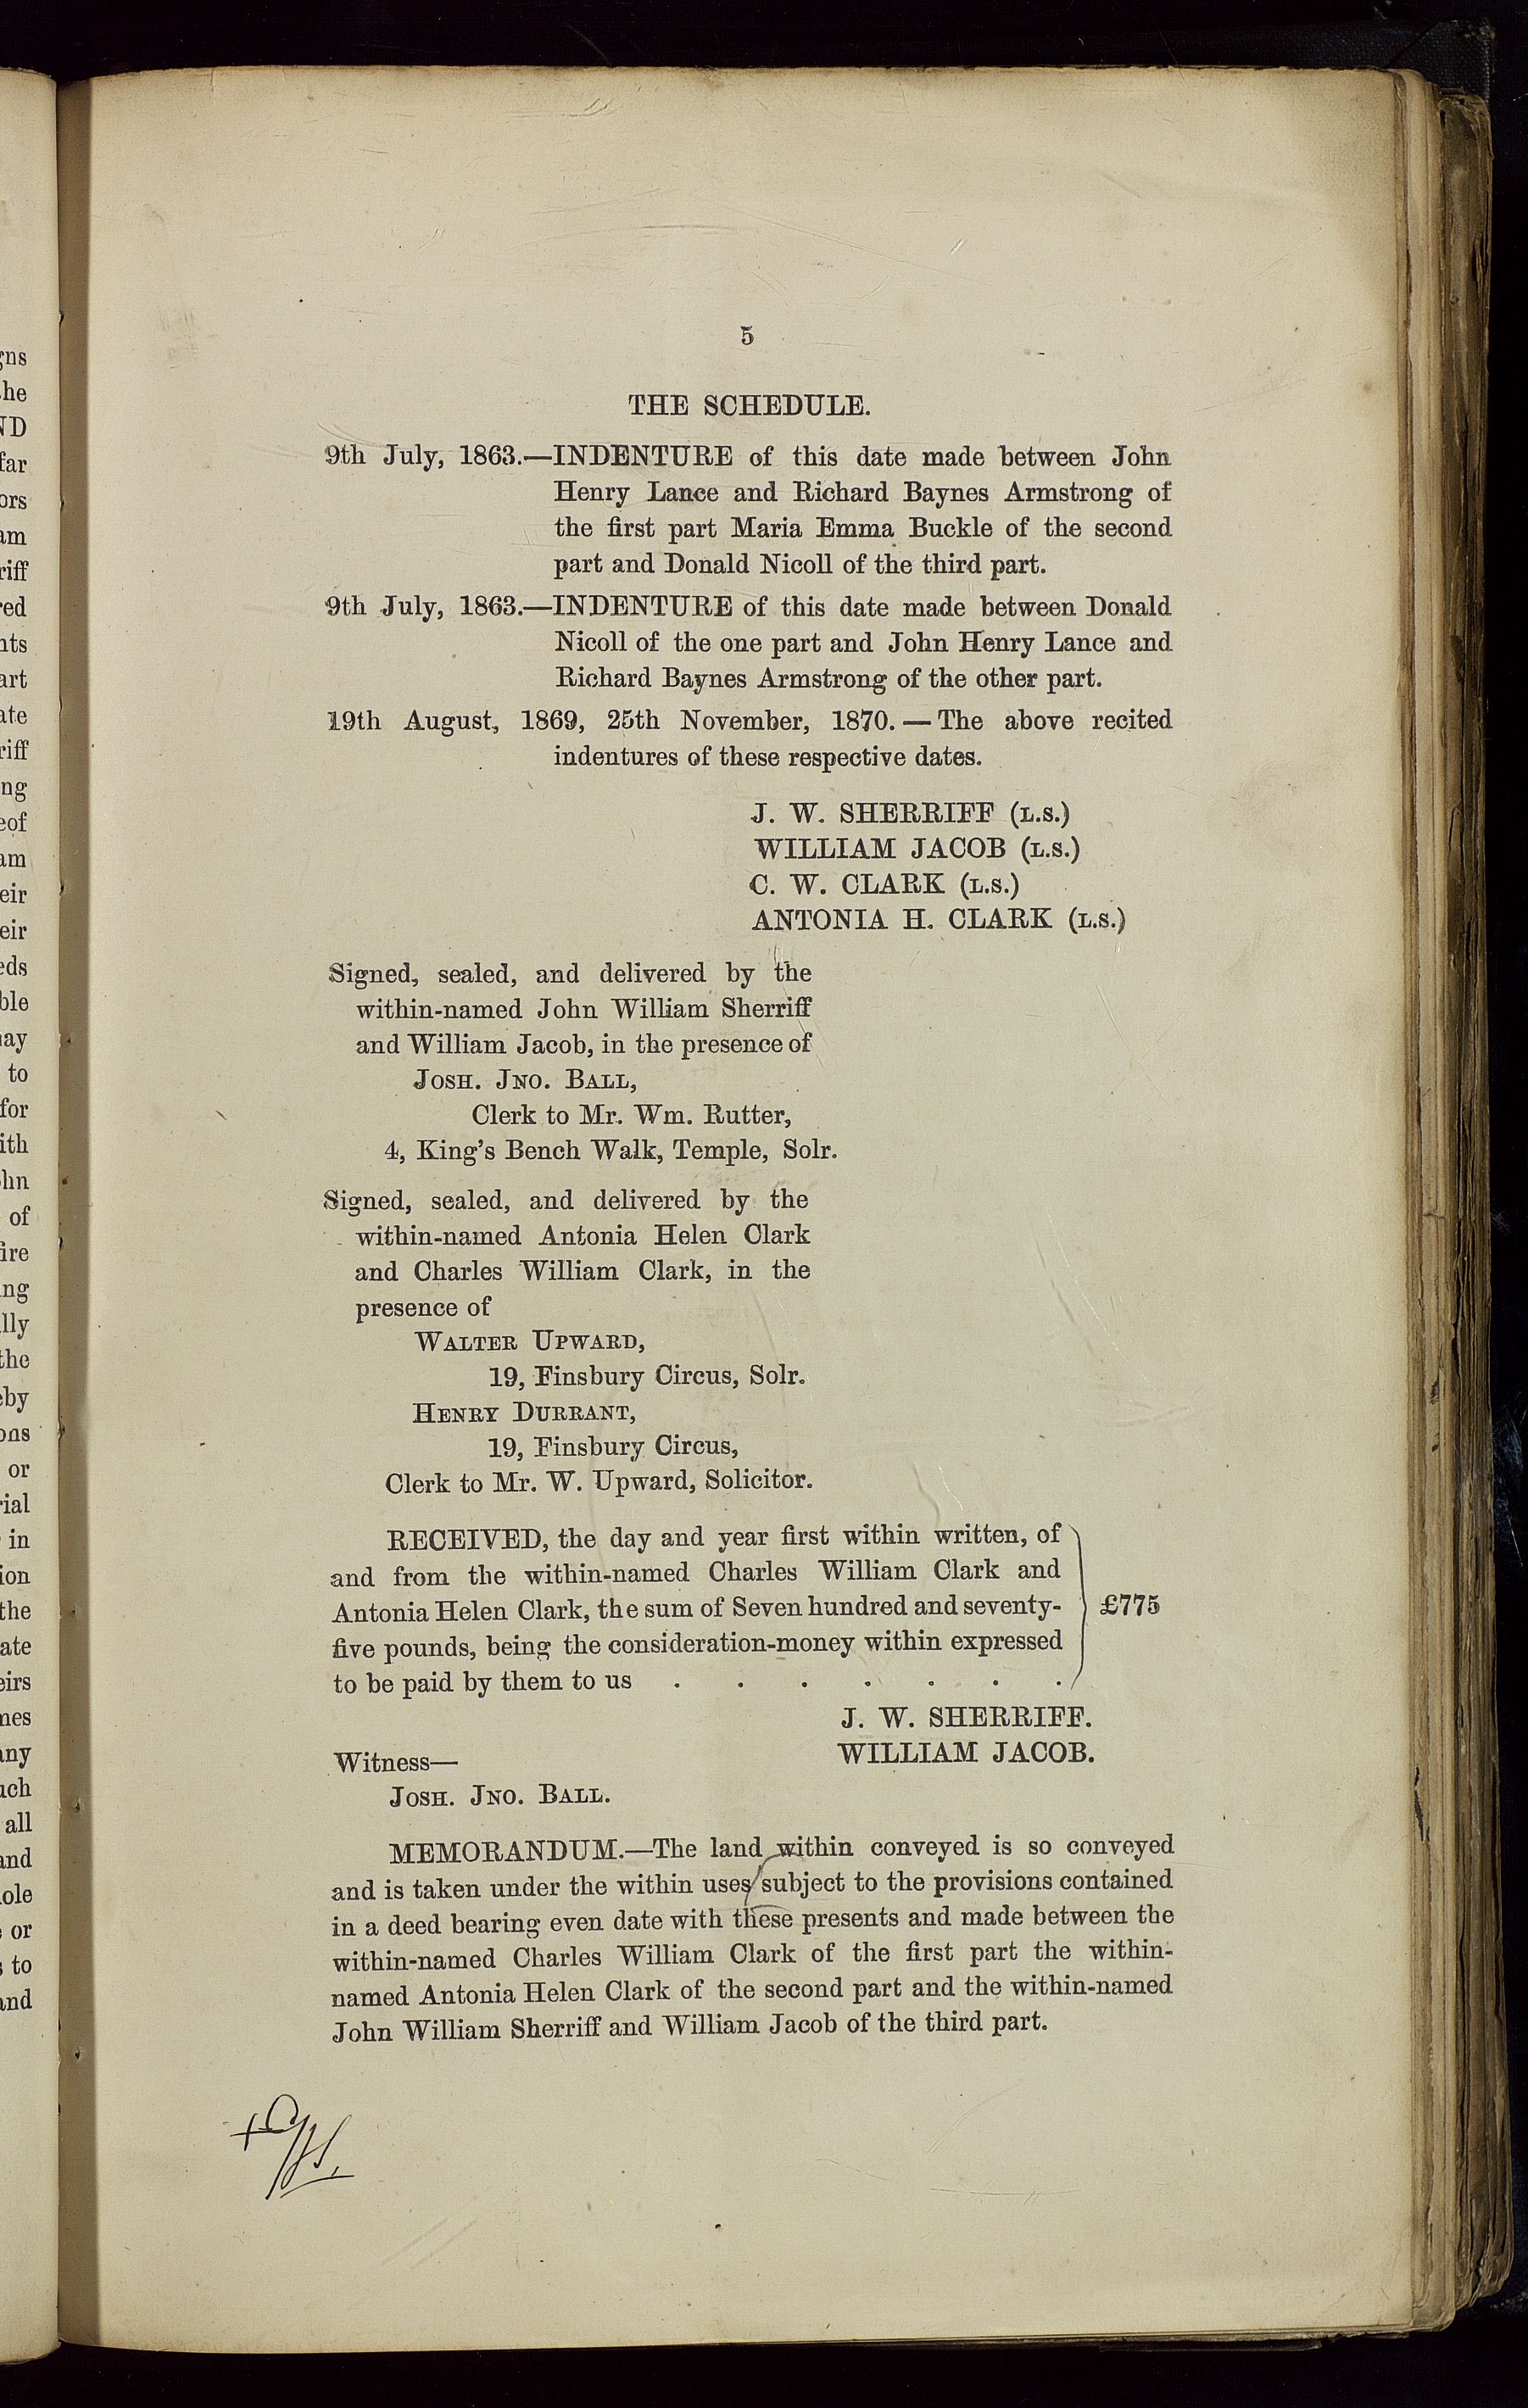 5
THE SCHEDULE.
9th July, 1863.—INDENTURE of this date made between John
Henry Lance and Richard Baynes Armstrong of
the first part Maria Emma Buckle of the second
part and Donald Nicoll of the third part.
9th July, 1863.—INDENTURE of this date made between Donald
Nicoll of the one part and John Henry Lance and
Richard Baynes Armstrong of the other part.
19th August, 1869, 25th November, 1870.—The above recited
indentures of these respective dates.
J. W. SHERRIFF (L.S.)
WILLIAM JACOB (L.S.)
C. W. CLARK (L.S.)
ANTONIA H. CLARK (L.S.)
Signed, sealed, and delivered by the
within-named John William Sherriff
and William Jacob, in the presence of
JOSH. JNO. BALL,
Clerk to Mr. Wm. Rutter,
4, King's Bench Walk, Temple, Solr.
Signed, sealed, and delivered by the
within-named Antonia Helen Clark
and Charles William Clark, in the
presence of
WALTER UPWARD,
19, Finsbury Circus, Solr.
HENRY DURRANT,
19, Finsbury Circus,
Clerk to Mr. W. Upward, Solicitor.
RECEIVED, the day and year first within written, of
and from the within-named Charles William Clark and
Antonia Helen Clark, the sum of Seven hundred and seventy- £775
five pounds, being the consideration-money within expressed
to be paid by them to us . . . . . . .
J. W. SHERRIFF.
WILLIAM JACOB.
Witness—
JOSH. JNO. BALL.
MEMORANDUM.—The land within conveyed is so conveyed
and is taken under the within uses subject to the provisions contained
in a deed bearing even date with these presents and made between the
within-named Charles William Clark of the first part the within-
named Antonia Helen Clark of the second part and the within-named
John William Sherriff and William Jacob of the third part.